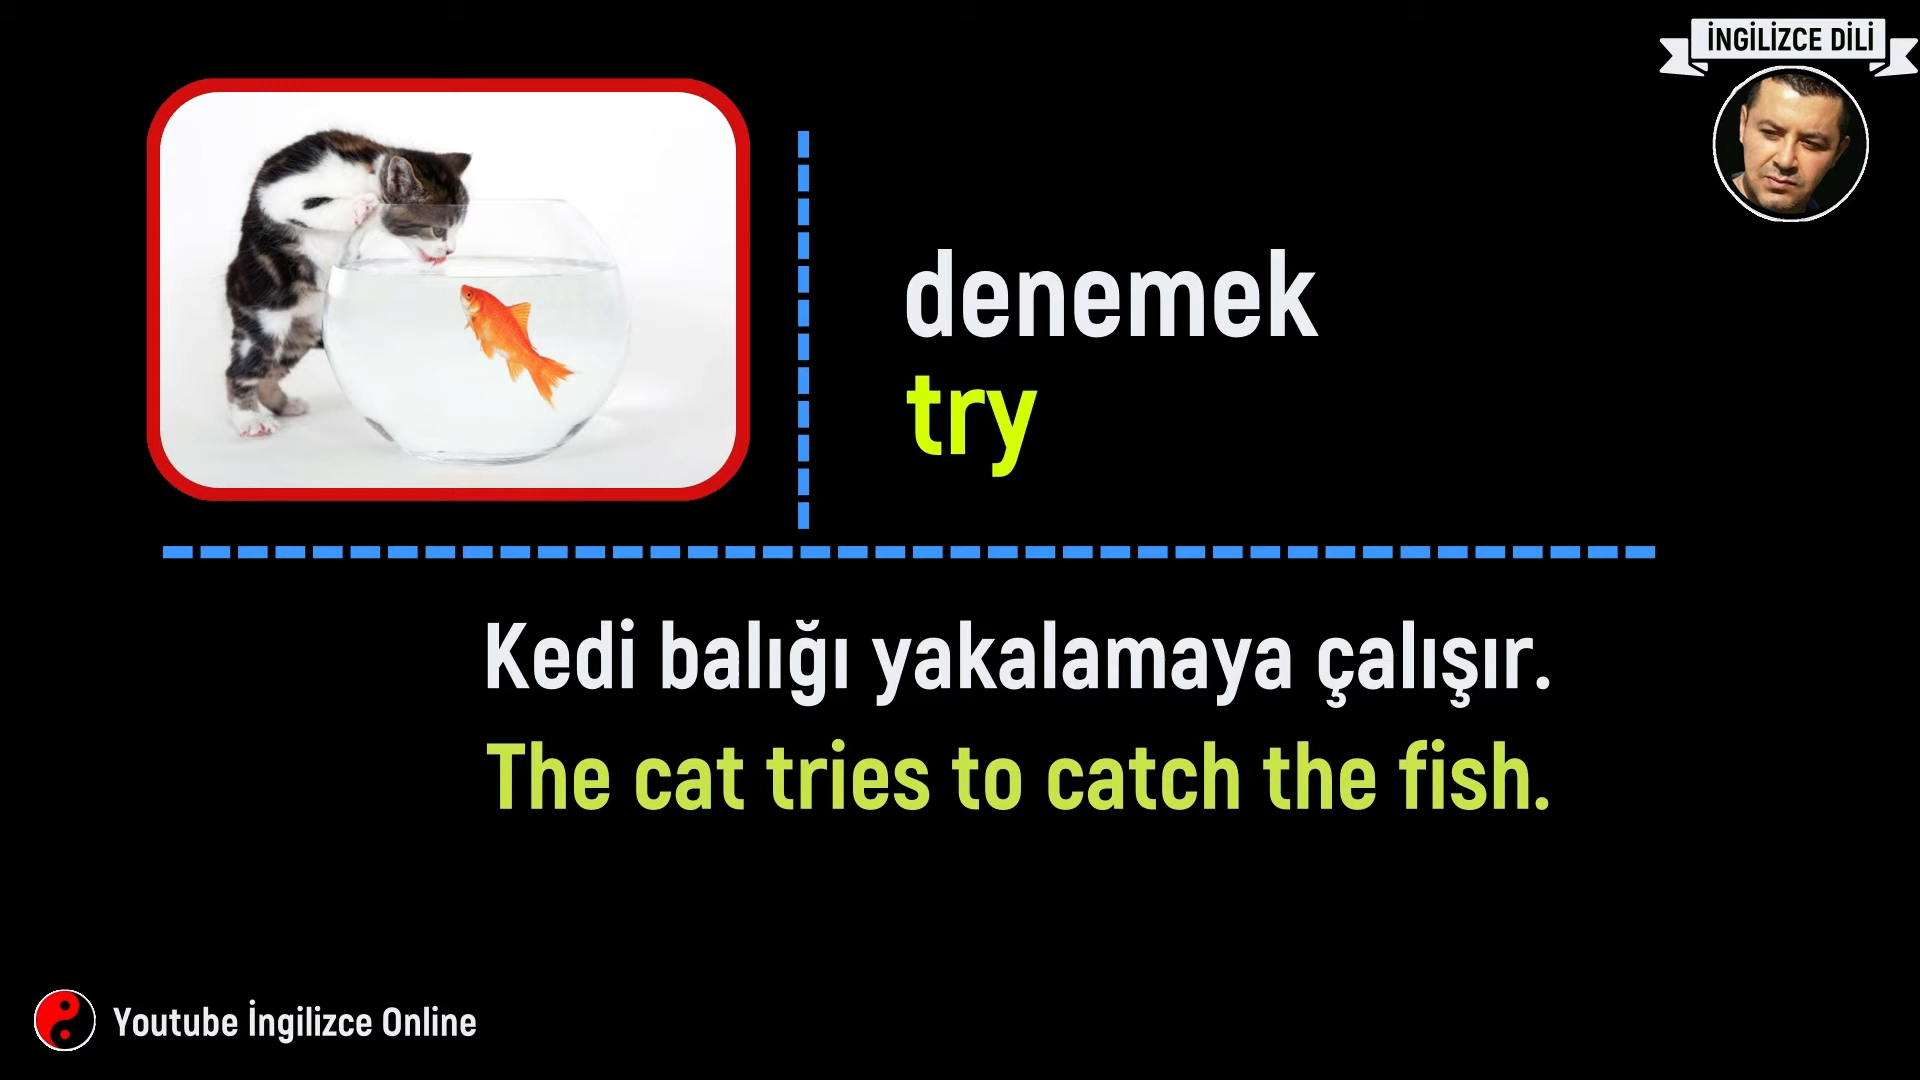 İNGİLİZCE DİLİ
denemek
try
Kedi balığı yakalamaya çalışır.
The cat tries to catch the fish.
Youtube İngilizce Online